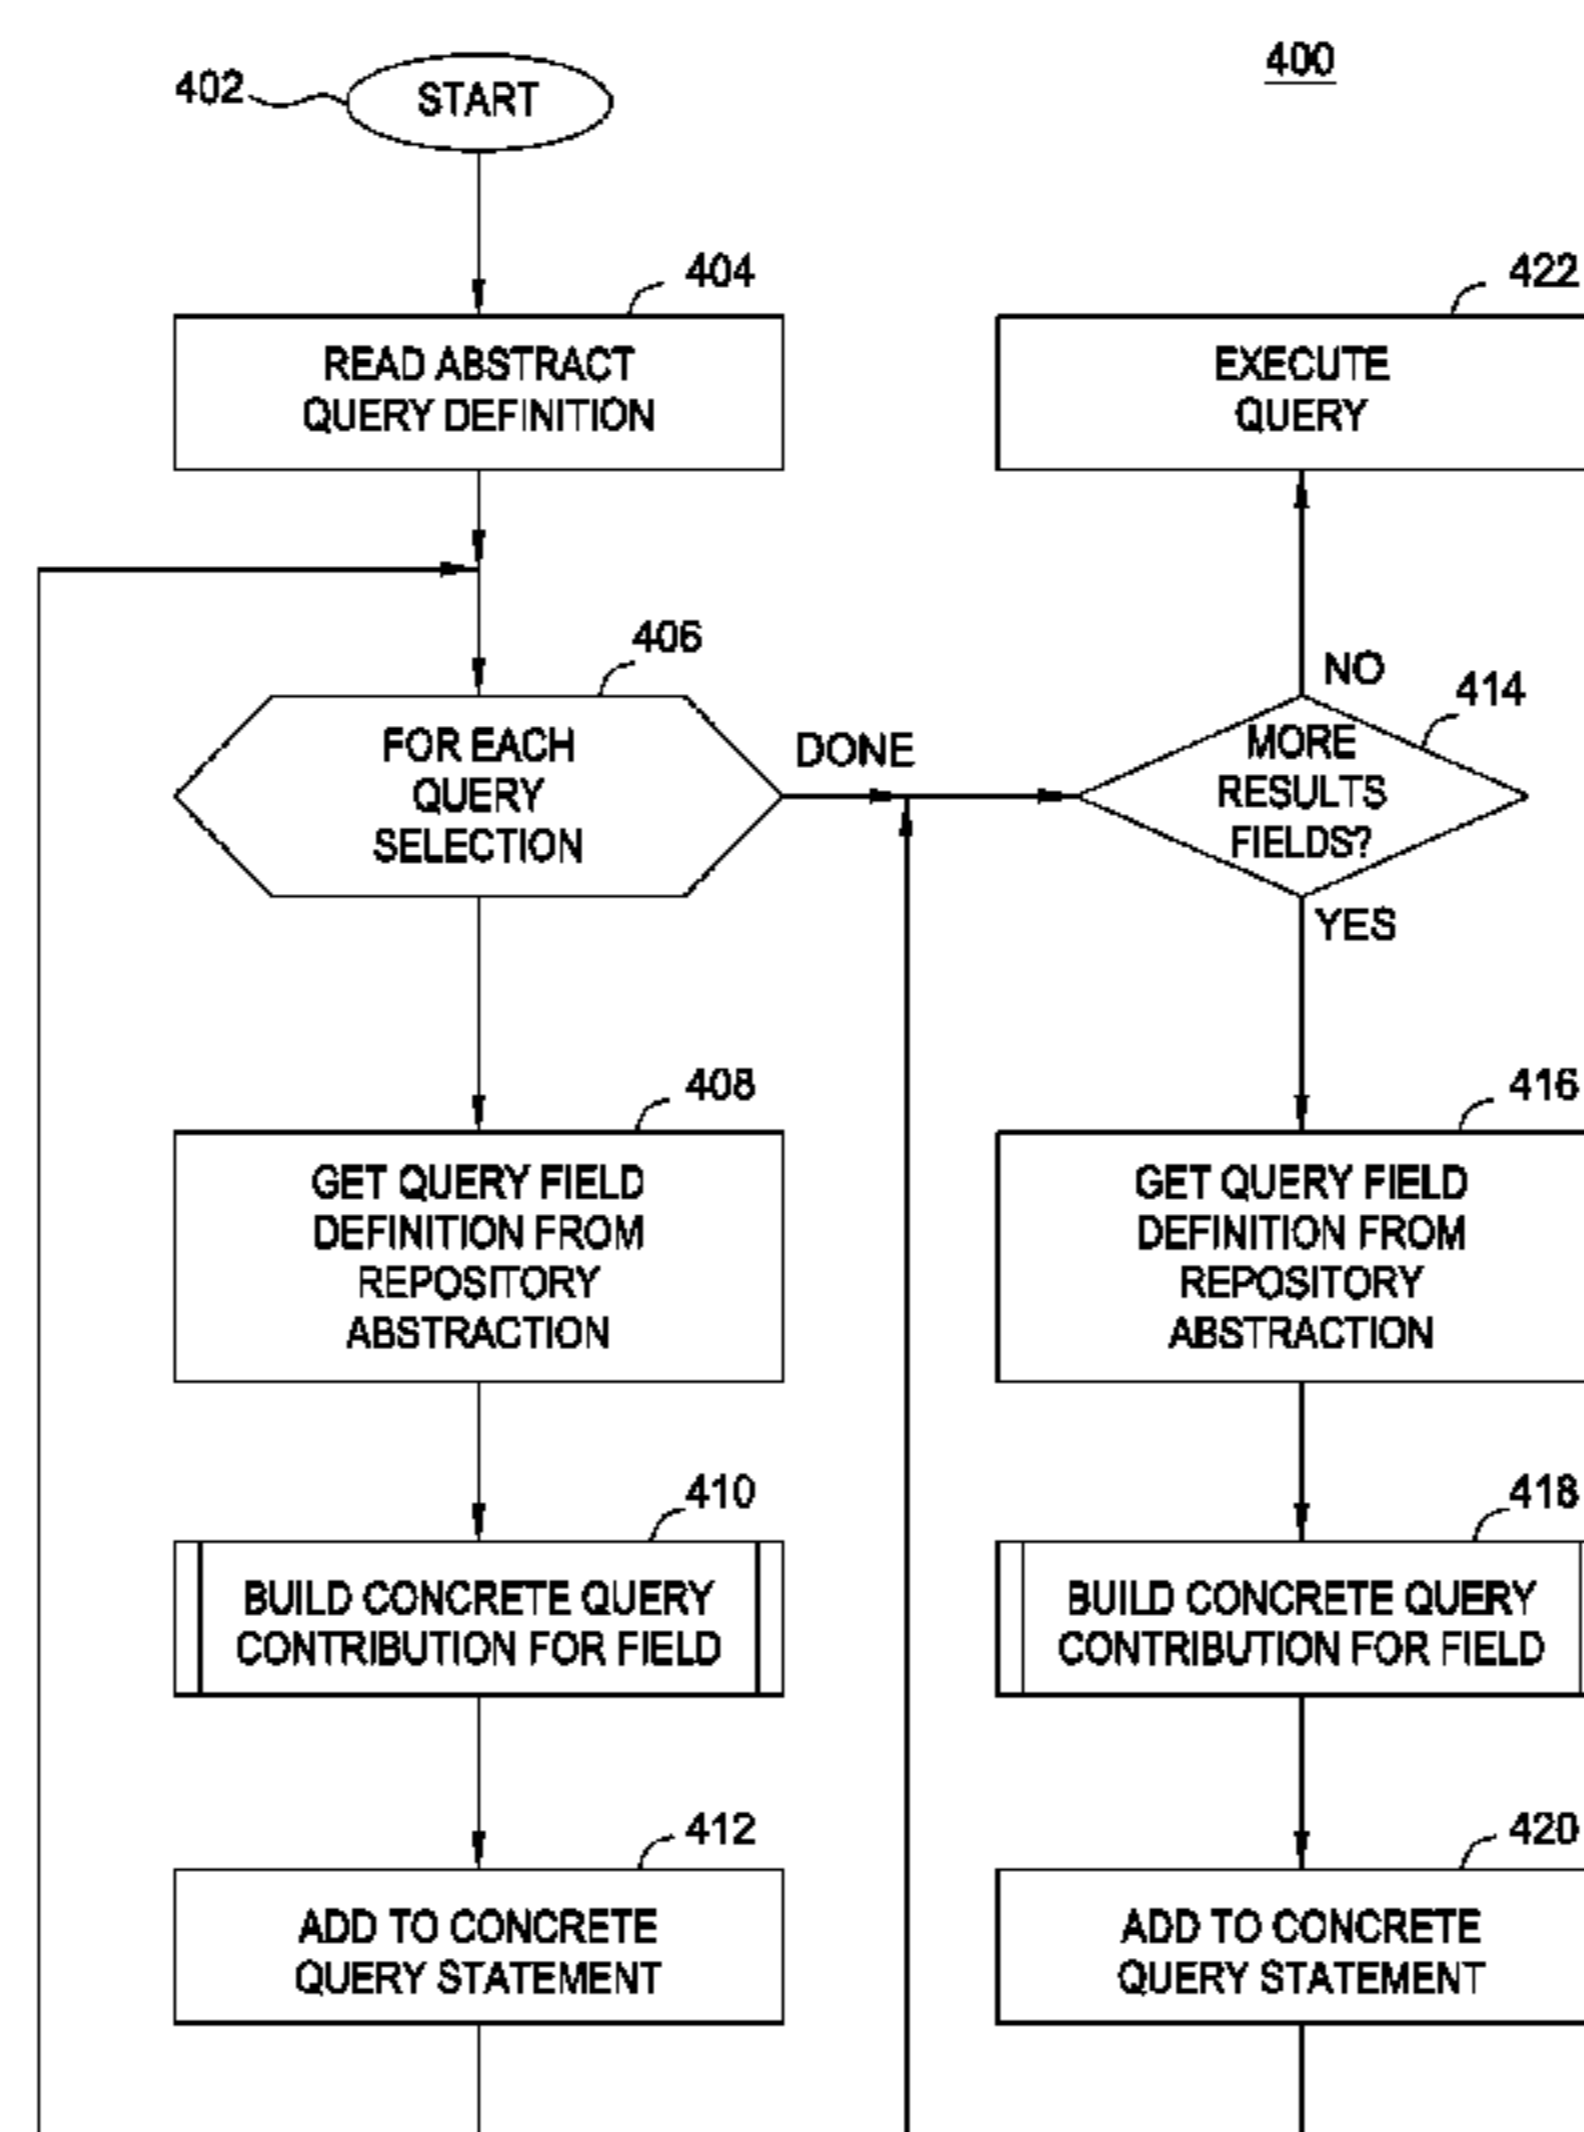 400
402
START
404
READ ABSTRACT
QUERY DEFINITION
406
FOR EACH
QUERY
SELECTION
DONE
408
GET QUERY FIELD
DEFINITION FROM
REPOSITORY
ABSTRACTION
410
BUILD CONCRETE QUERY
CONTRIBUTION FOR FIELD
412
ADD TO CONCRETE
QUERY STATEMENT
422
EXECUTE
QUERY
NO
414
MORE
RESULTS
FIELDS?
YES
416
GET QUERY FIELD
DEFINITION FROM
REPOSITORY
ABSTRACTION
418
BUILD CONCRETE QUERY
CONTRIBUTION FOR FIELD
420
ADD TO CONCRETE
QUERY STATEMENT